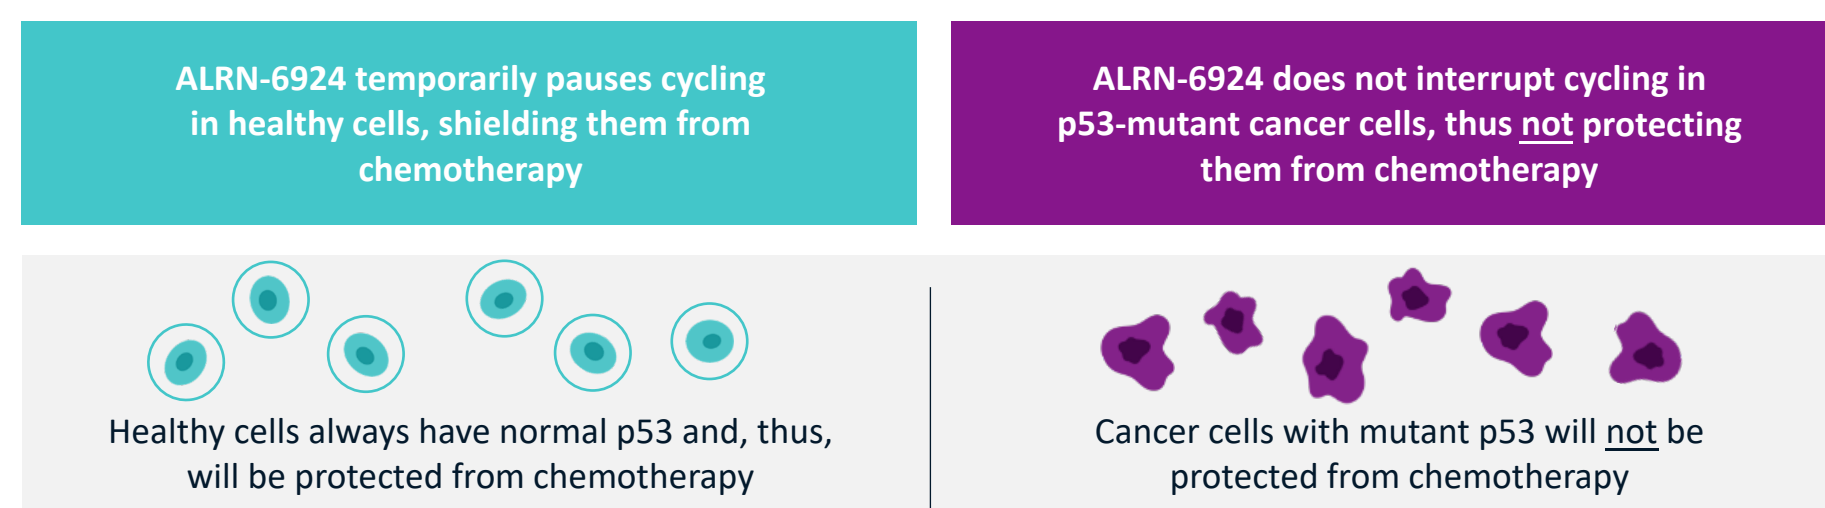 ALRN-6924 temporarily pauses cycling
in healthy cells, shielding them from
chemotherapy
ALRN-6924 does not interrupt cycling in
p53-mutant cancer cells, thus not protecting
them from chemotherapy
Healthy cells always have normal p53 and, thus,
will be protected from chemotherapy
Cancer cells with mutant p53 will not be
protected from chemotherapy